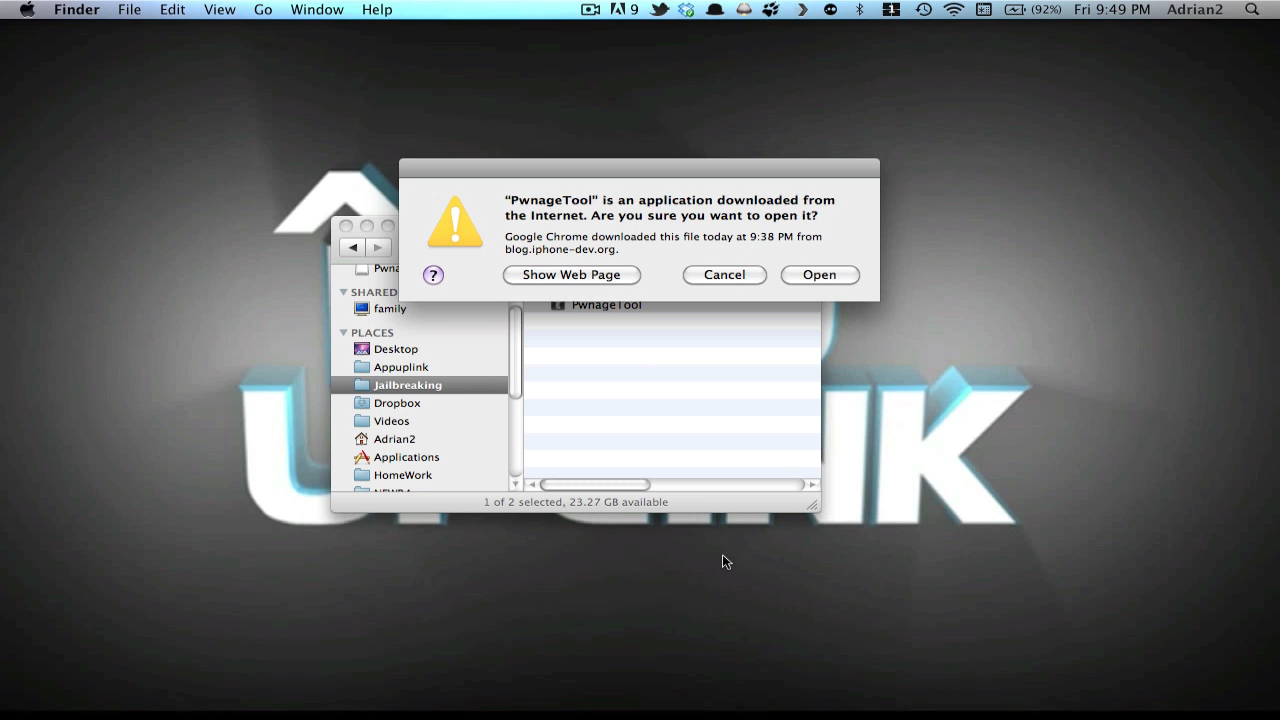 Finder File Edit View Go Window Help 9 (92%) Fri 9:49 PM Adrian2
“PwnageTool” is an application downloaded from
the Internet. Are you sure you want to open it?
Google Chrome downloaded this file today at 9:38 PM from
blog.iphone-dev.org.
? Show Web Page Cancel Open
Pwna
SHARED
family
PLACES
Desktop
Appuplink
Jailbreaking
Dropbox
Videos
Adrian2
Applications
HomeWork
PwnageTool
1 of 2 selected, 23.27 GB available